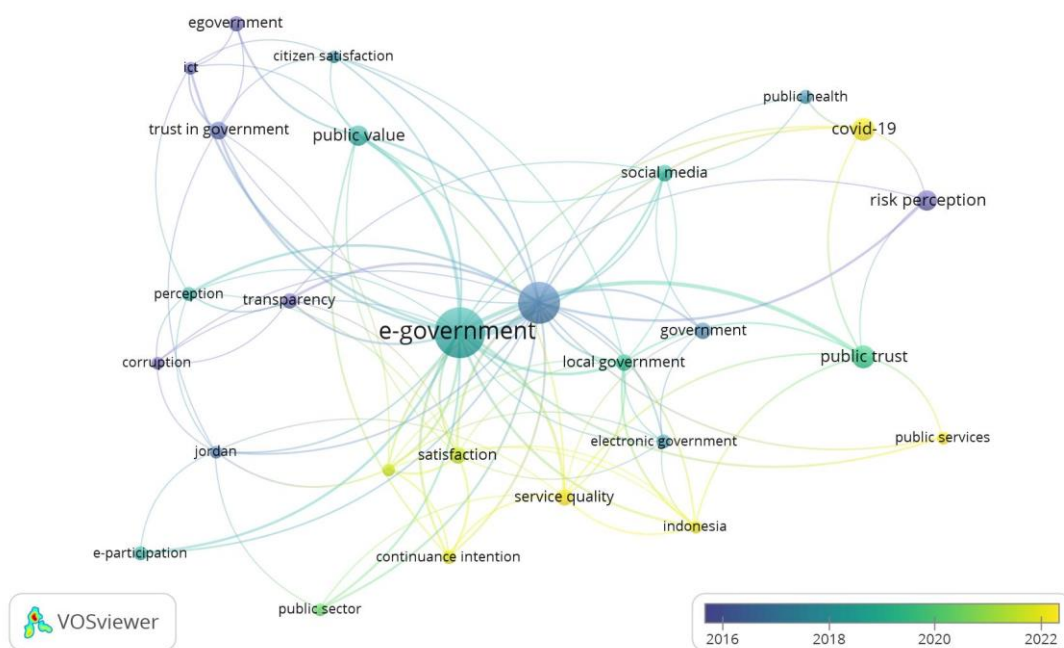 egovernment
citizen satisfaction
ict
public health
trust in government
public value
covid-19
social media
risk perception
perception
transparency
e-government
government
corruption
local government
public trust
jordan
satisfaction
electronic government
public services
service quality
indonesia
e-participation
continuance intention
public sector
VOSviewer
2016
2018
2020
2022